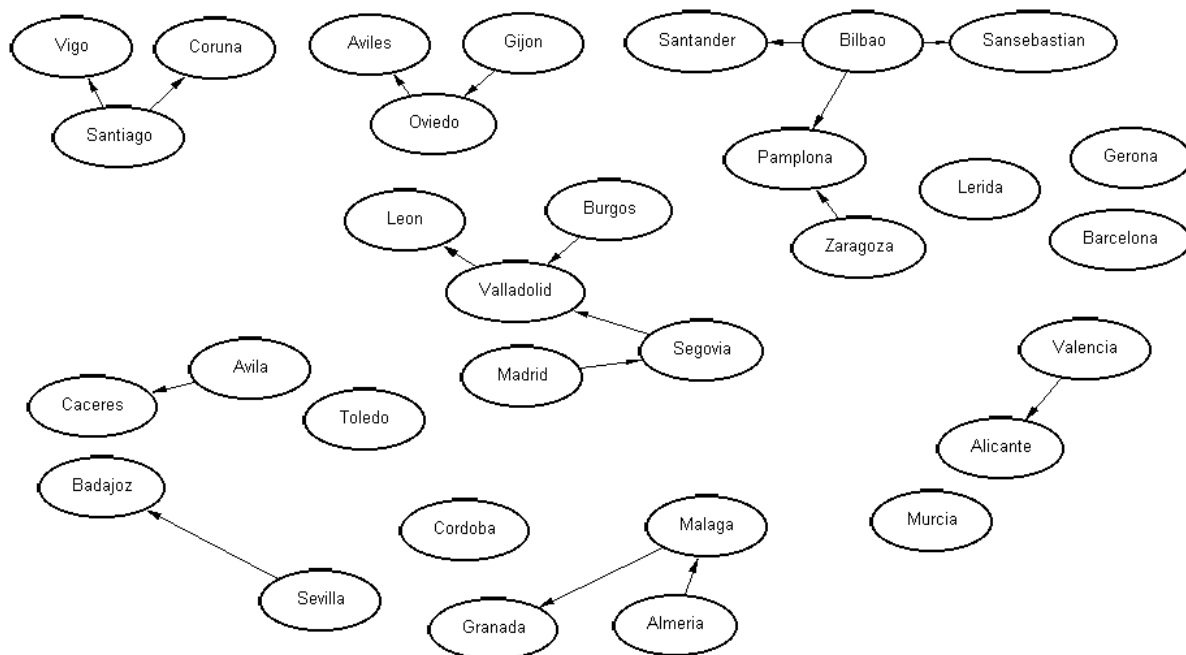 Vigo
Coruna
Aviles
Gijon
Santander
Bilbao
Sansebastian
Santiago
Oviedo
Pamplona
Gerona
Lerida
Leon
Burgos
Zaragoza
Barcelona
Valladolid
Segovia
Valencia
Avila
Madrid
Caceres
Toledo
Alicante
Badajoz
Cordoba
Malaga
Murcia
Sevilla
Granada
Almeria